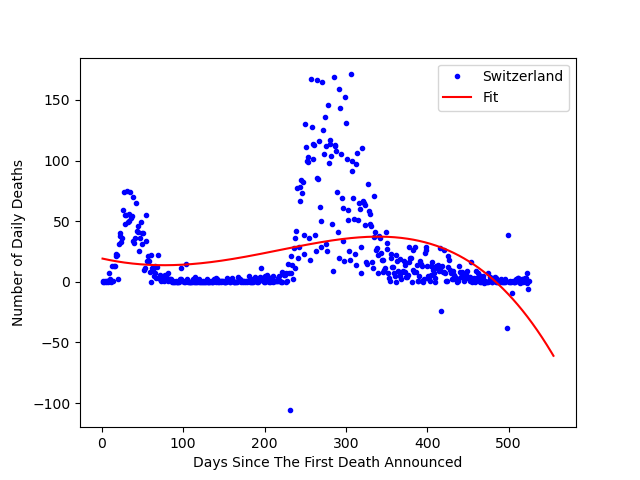 Switzerland
Fit
150
100
50
0
−50
−100
Number of Daily Deaths
0 100 200 300 400 500
Days Since The First Death Announced